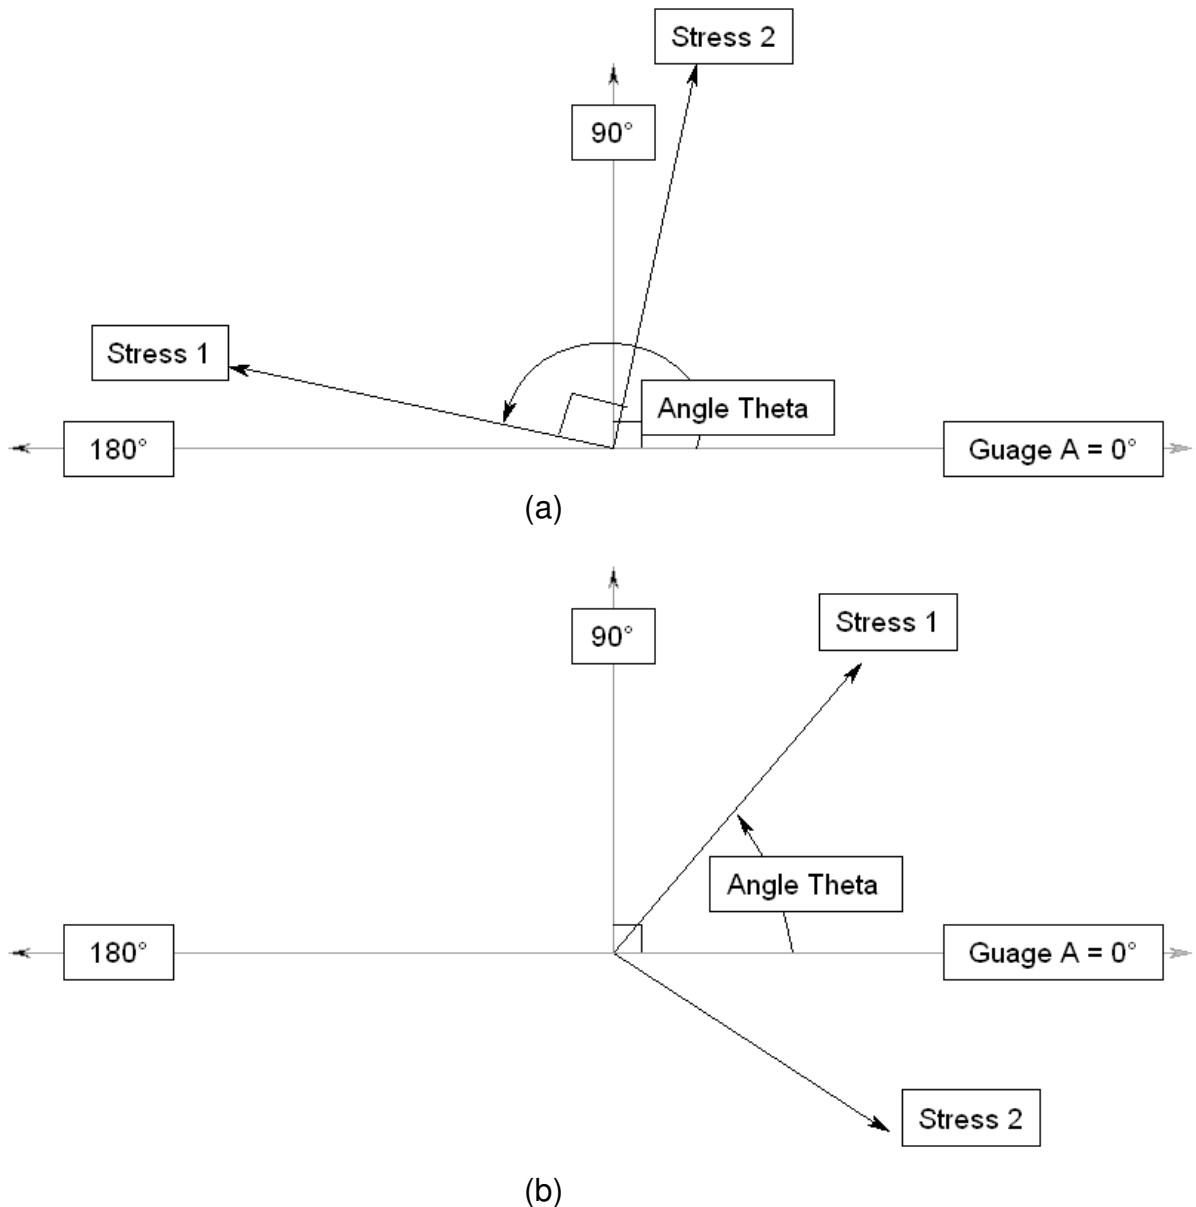 Stress 2
90°
Stress 1
Angle Theta
180°
Guage A = 0°
(a)
90°
Stress 1
Angle Theta
180°
Guage A = 0°
Stress 2
(b)